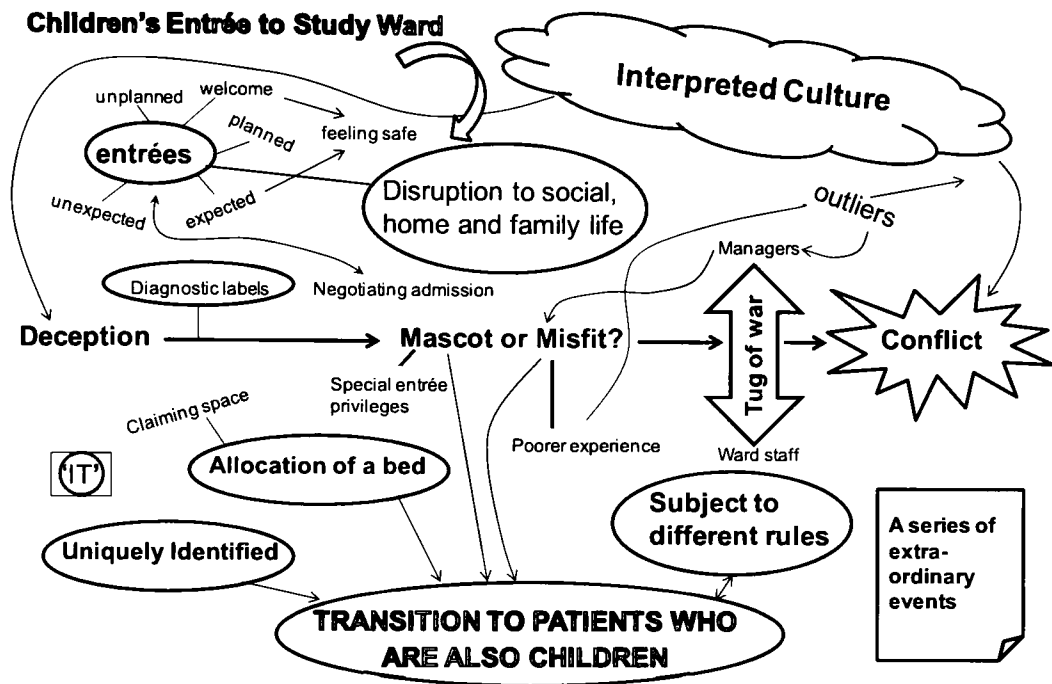 Children's Entrée to Study Ward
Interpreted Culture
unplanned
welcome
planned
feeling safe
entrées
unexpected
expected
Disruption to social,
home and family life
outliers
Managers
Diagnostic labels
Negotiating admission
Deception
Mascot or Misfit?
Tug of war
Conflict
Special entrée
privileges
Claiming space
Poorer experience
Ward staff
Allocation of a bed
'IT'
Subject to
different rules
Uniquely Identified
A series of
extra-
ordinary
events
TRANSITION TO PATIENTS WHO
ARE ALSO CHILDREN